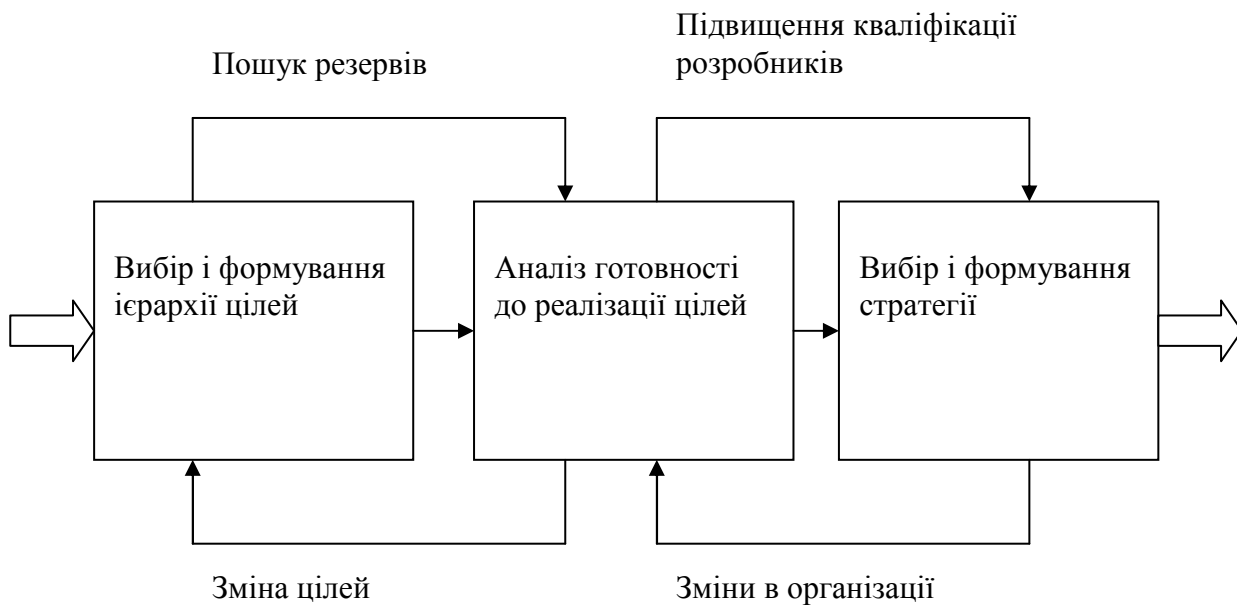 Пошук резервів
Підвищення кваліфікації
розробників
Вибір і формування
ієрархії цілей
Аналіз готовності
до реалізації цілей
Вибір і формування
стратегії
Зміна цілей
Зміни в організації